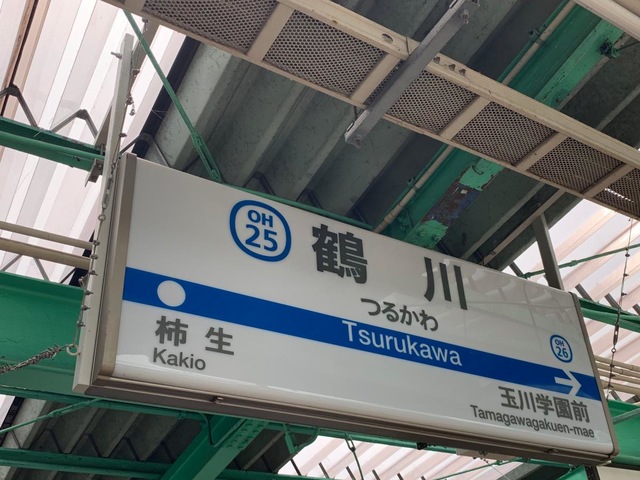 OH
25
鶴川
つるかわ
Tsurukawa
柿生
Kakio
OH
26
玉川学園前
Tamagawagakuen-mae